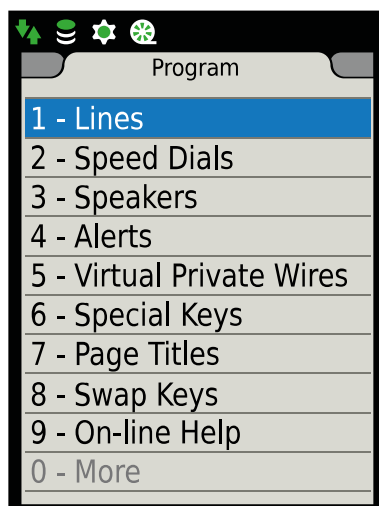 Program
1 - Lines
2 - Speed Dials
3 - Speakers
4 - Alerts
5 - Virtual Private Wires
6 - Special Keys
7 - Page Titles
8 - Swap Keys
9 - On-line Help
0 - More